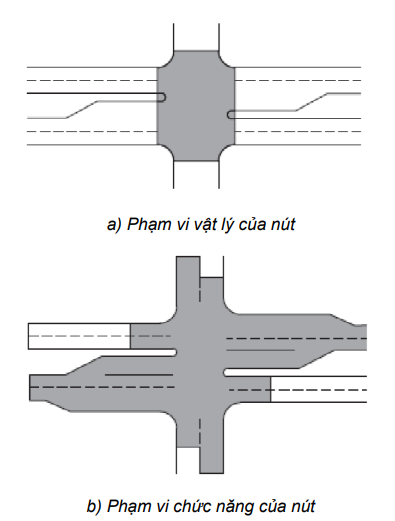 a) Phạm vi vật lý của nút
b) Phạm vi chức năng của nút